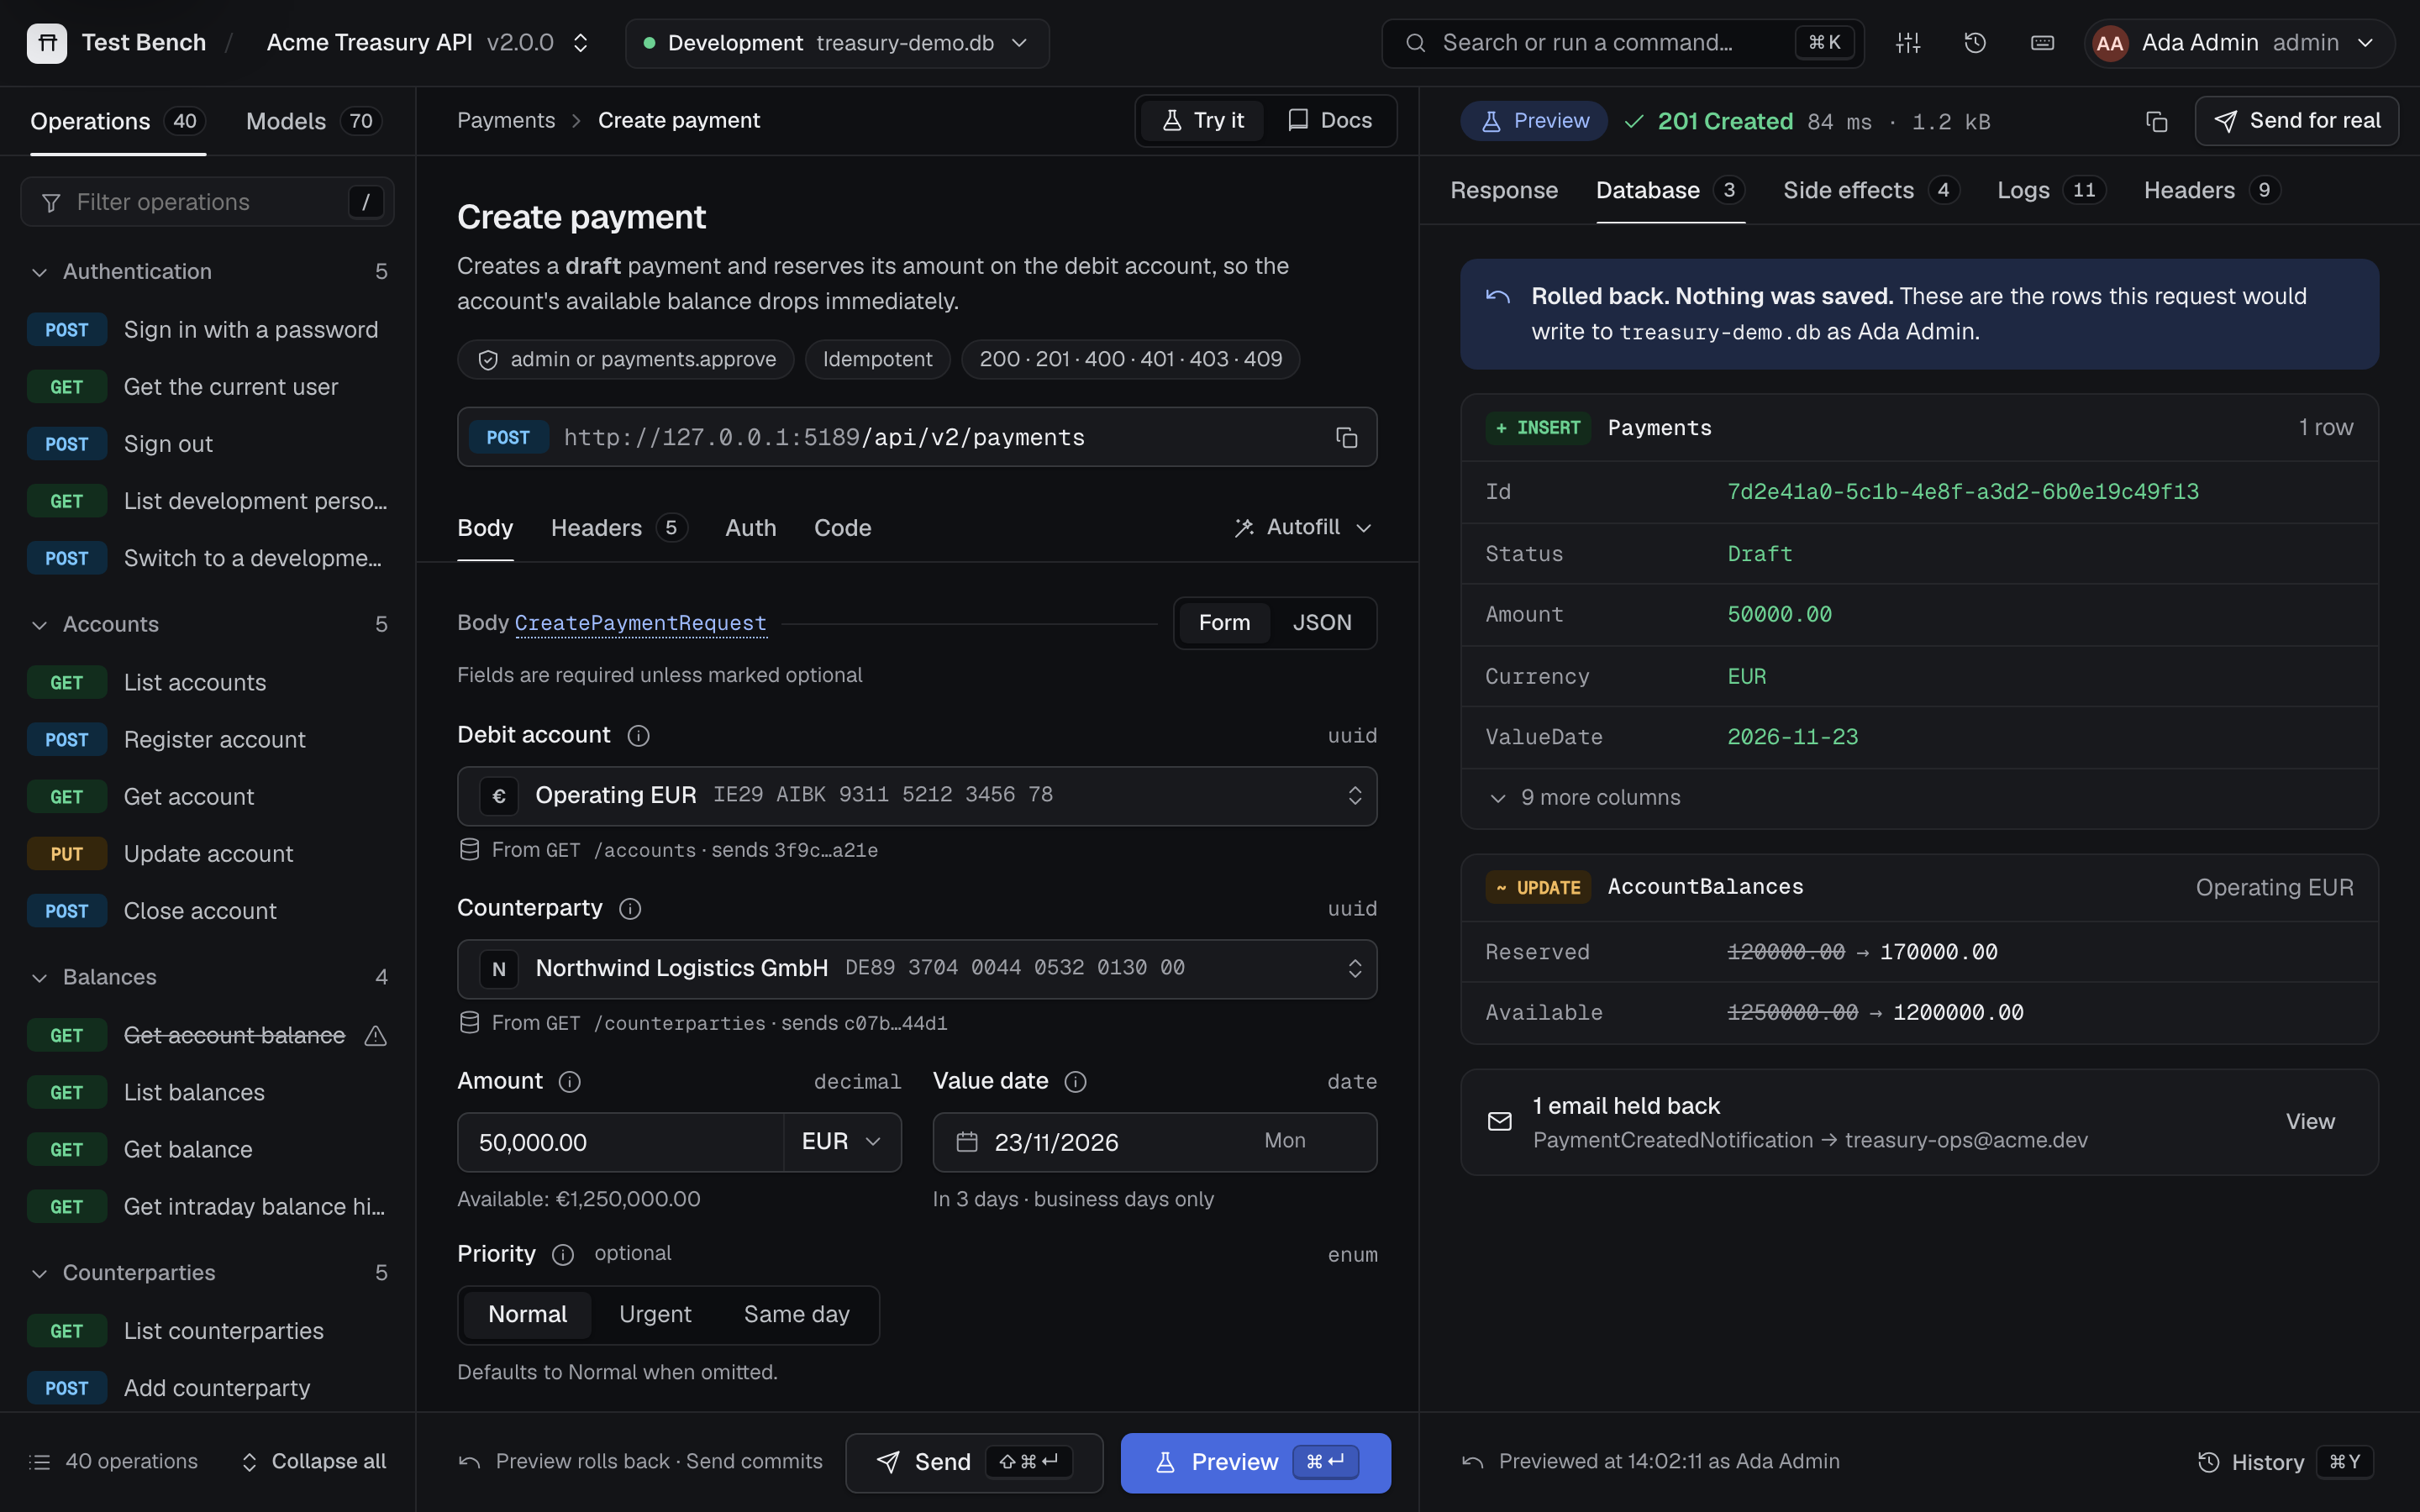 Test Bench / Acme Treasury API v2.0.0
Development treasury-demo.db
Search or run a command... ⌘K
AA Ada Admin admin
Operations 40 Models 70
Filter operations /
Authentication 5
POST Sign in with a password
GET Get the current user
POST Sign out
GET List development perso...
POST Switch to a developme...
Accounts 5
GET List accounts
POST Register account
GET Get account
PUT Update account
POST Close account
Balances 4
GET Get account balance
GET List balances
GET Get balance
GET Get intraday balance hi...
Counterparties 5
GET List counterparties
POST Add counterparty
40 operations Collapse all
Payments > Create payment
Try it Docs
Create payment
Creates a draft payment and reserves its amount on the debit account, so the
account's available balance drops immediately.
admin or payments.approve Idempotent 200 · 201 · 400 · 401 · 403 · 409
POST http://127.0.0.1:5189/api/v2/payments
Body Headers 5 Auth Code Autofill
Body CreatePaymentRequest Form JSON
Fields are required unless marked optional
Debit account uuid
€ Operating EUR IE29 AIBK 9311 5212 3456 78
From GET /accounts · sends 3f9c…a21e
Counterparty uuid
N Northwind Logistics GmbH DE89 3704 0044 0532 0130 00
From GET /counterparties · sends c07b…44d1
Amount decimal Value date date
50,000.00 EUR 23/11/2026 Mon
Available: €1,250,000.00 In 3 days · business days only
Priority optional enum
Normal Urgent Same day
Defaults to Normal when omitted.
Preview rolls back · Send commits Send ⇧⌘↵ Preview ⌘↵
Preview 201 Created 84 ms · 1.2 kB Send for real
Response Database 3 Side effects 4 Logs 11 Headers 9
Rolled back. Nothing was saved. These are the rows this request would
write to treasury-demo.db as Ada Admin.
+ INSERT Payments 1 row
Id 7d2e41a0-5c1b-4e8f-a3d2-6b0e19c49f13
Status Draft
Amount 50000.00
Currency EUR
ValueDate 2026-11-23
9 more columns
~ UPDATE AccountBalances Operating EUR
Reserved 120000.00 → 170000.00
Available 1250000.00 → 1200000.00
1 email held back
PaymentCreatedNotification → treasury-ops@acme.dev
View
Previewed at 14:02:11 as Ada Admin History ⌘Y